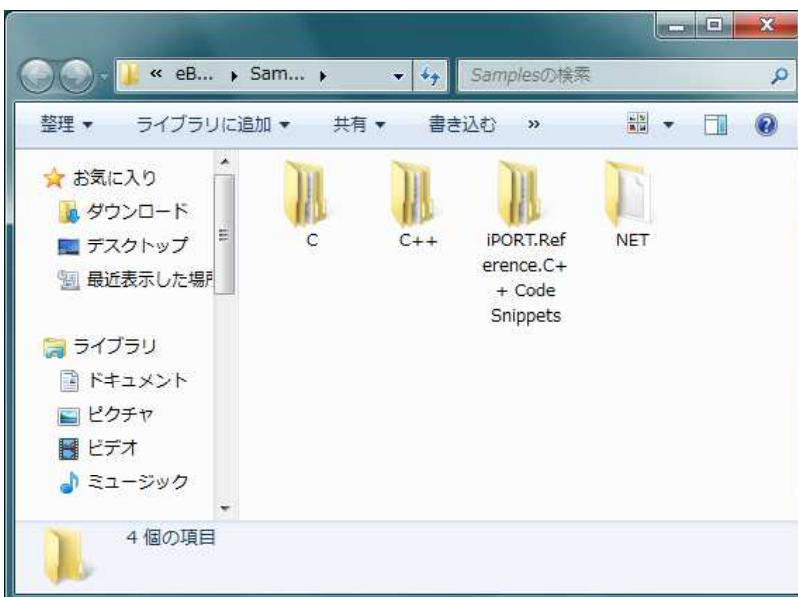 « eB... Sam...
Samplesの検索
整理
ライブラリに追加
共有
書き込む
»
お気に入り
ダウンロード
デスクトップ
最近表示した場所
ライブラリ
ドキュメント
ピクチャ
ビデオ
ミュージック
C
C++
iPORT.Ref
erence.C+
+ Code
Snippets
NET
4 個の項目